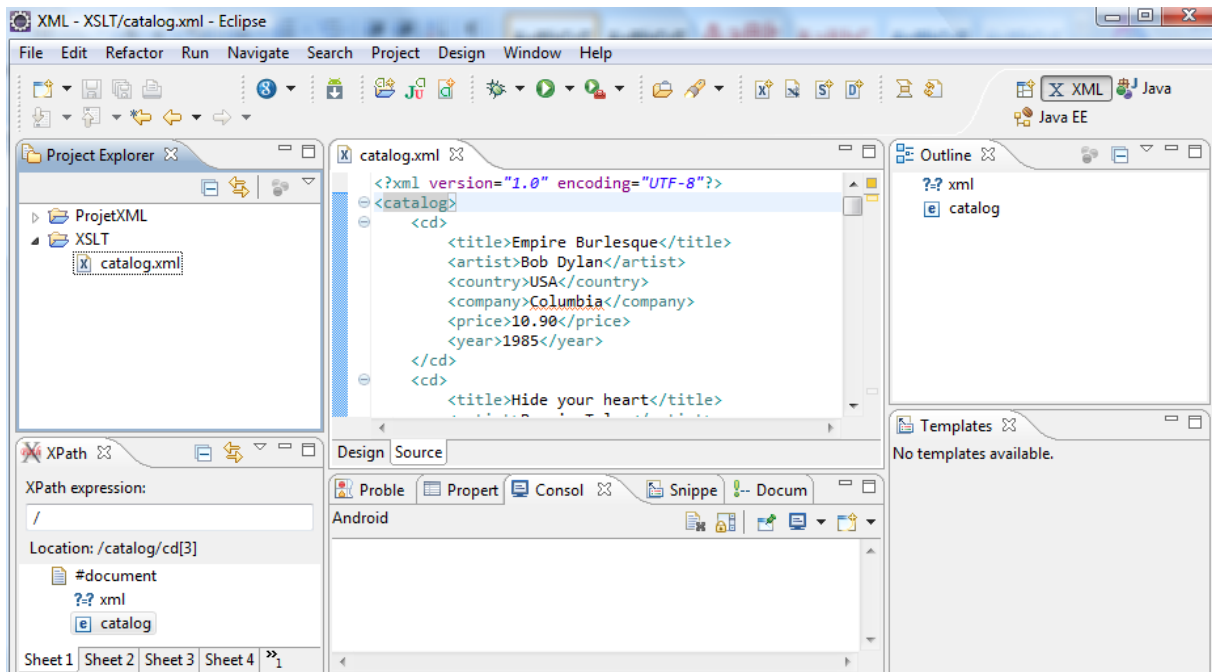 XML - XSLT/catalog.xml - Eclipse
File Edit Refactor Run Navigate Search Project Design Window Help
XML Java
Java EE
Project Explorer
ProjetXML
XSLT
catalog.xml
catalog.xml
<?xml version="1.0" encoding="UTF-8"?>
<catalog>
<cd>
<title>Empire Burlesque</title>
<artist>Bob Dylan</artist>
<country>USA</country>
<company>Columbia</company>
<price>10.90</price>
<year>1985</year>
</cd>
<cd>
<title>Hide your heart</title>
Design Source
Outline
?=? xml
e catalog
Templates
No templates available.
XPath
XPath expression:
/
Location: /catalog/cd[3]
#document
?=? xml
e catalog
Sheet 1 Sheet 2 Sheet 3 Sheet 4 »1
Proble Propert Consol Snippe Docum
Android